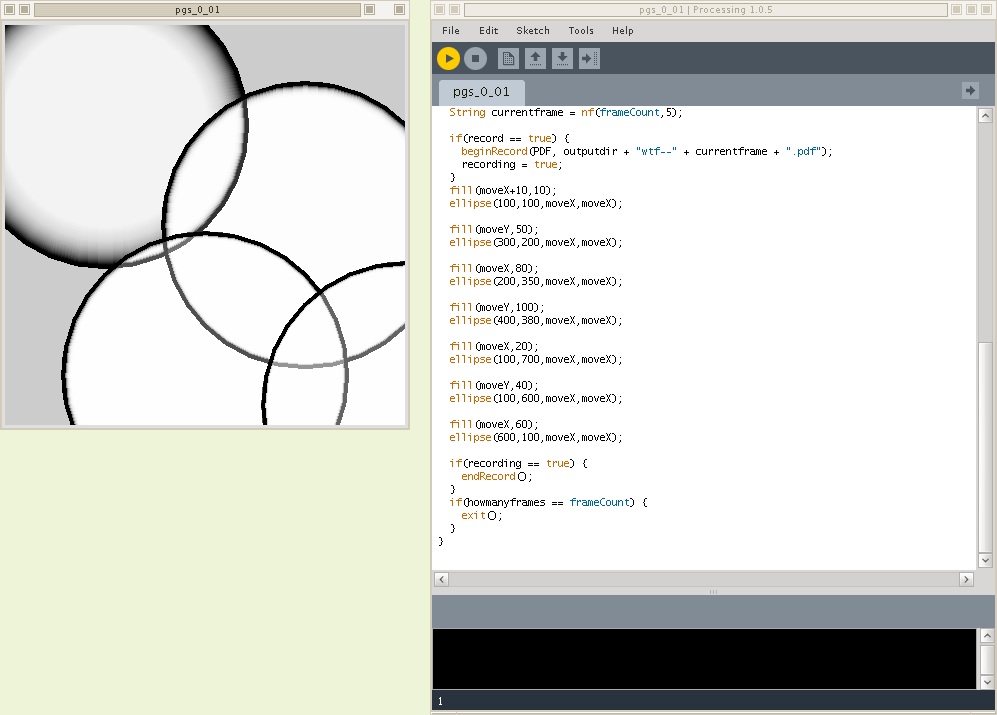 pgs_0_01
pgs_0_01 | Processing 1.0.5
File Edit Sketch Tools Help
pgs_0_01
String currentframe = nf(frameCount,5);
if(record == true) {
beginRecord(PDF, outputdir + "wtf--" + currentframe + ".pdf");
recording = true;
}
fill(moveX+10,10);
ellipse(100,100,moveX,moveX);
fill(moveY,50);
ellipse(300,200,moveX,moveX);
fill(moveX,80);
ellipse(200,350,moveX,moveX);
fill(moveY,100);
ellipse(400,380,moveX,moveX);
fill(moveX,20);
ellipse(100,700,moveX,moveX);
fill(moveY,40);
ellipse(100,600,moveX,moveX);
fill(moveX,60);
ellipse(600,100,moveX,moveX);
if(recording == true) {
endRecord();
}
if(howmanyframes == frameCount) {
exit();
}
}
1